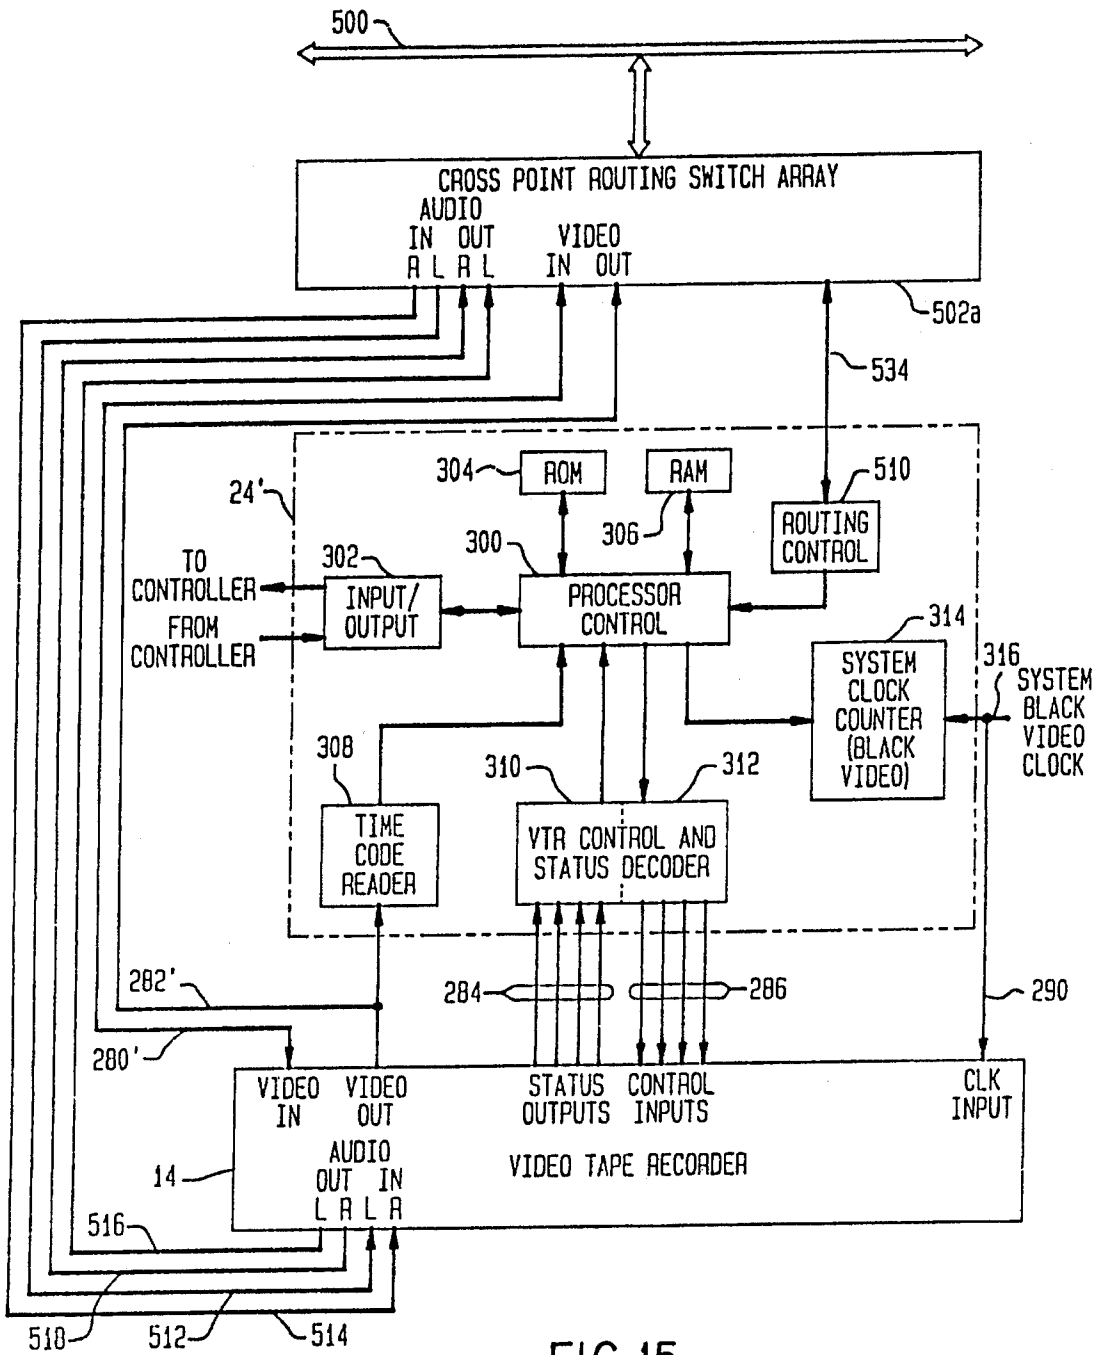 500
CROSS POINT ROUTING SWITCH ARRAY
AUDIO
IN OUT
R L R L
VIDEO
IN OUT
502a
534
24'
304
ROM
RAM
306
510
ROUTING
CONTROL
300
302
TO
CONTROLLER
FROM
CONTROLLER
INPUT/
OUTPUT
PROCESSOR
CONTROL
314
SYSTEM
CLOCK
COUNTER
(BLACK
VIDEO)
316
SYSTEM
BLACK
VIDEO
CLOCK
308
310
312
TIME
CODE
READER
VTR CONTROL AND
STATUS DECODER
282'
284
286
290
280'
VIDEO
IN
VIDEO
OUT
STATUS
OUTPUTS
CONTROL
INPUTS
CLK
INPUT
14
AUDIO
OUT IN
L R L R
VIDEO TAPE RECORDER
516
518
512
514
FIG. 15